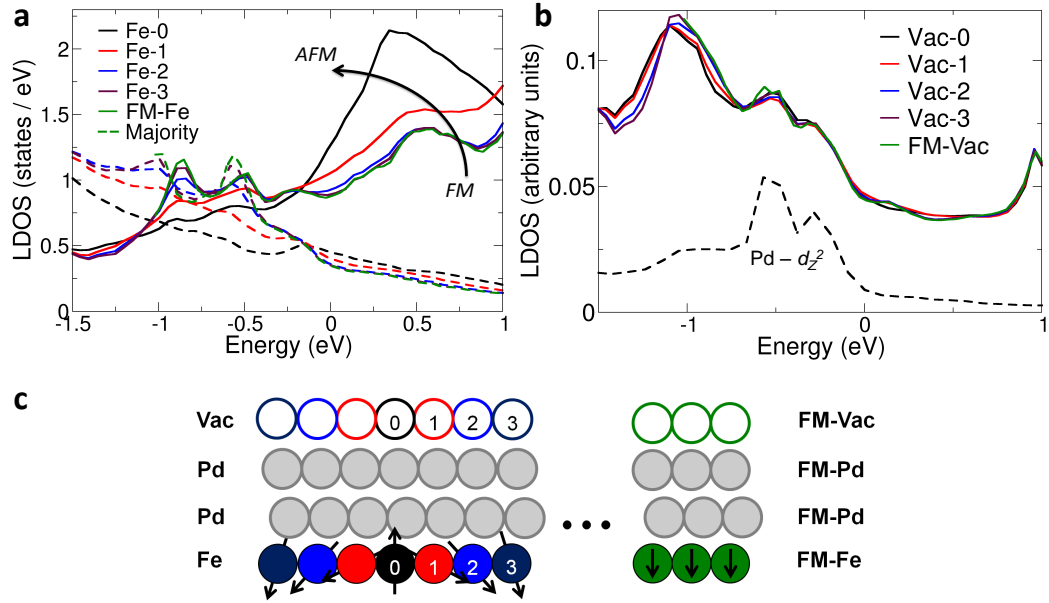 a
LDOS (states / eV)
2
1.5
1
0.5
0
Fe-0
Fe-1
Fe-2
Fe-3
FM-Fe
Majority
AFM
FM
-1.5
-1
-0.5
0
0.5
1
Energy (eV)
b
LDOS (arbitrary units)
0.1
0.05
0
Vac-0
Vac-1
Vac-2
Vac-3
FM-Vac
Pd – dz²
-1
0
1
Energy (eV)
c
Vac 0 1 2 3 FM-Vac
Pd FM-Pd
Pd ... FM-Pd
Fe 0 1 2 3 FM-Fe